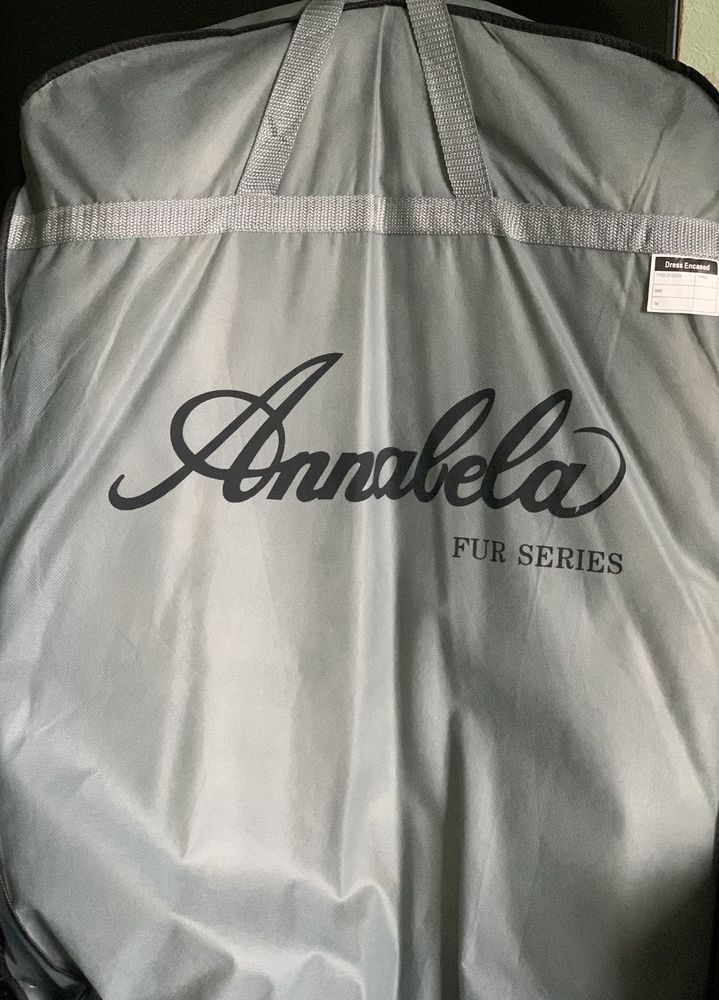 Dress Encased
Annabela
FUR SERIES